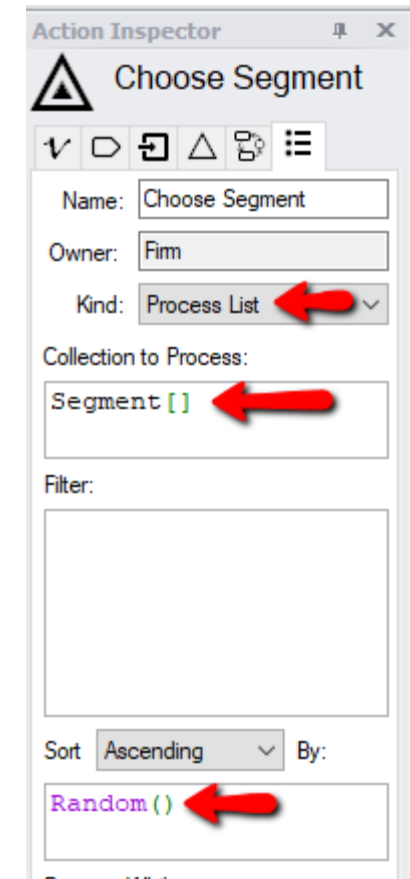 Action Inspector
Choose Segment
Name: Choose Segment
Owner: Firm
Kind: Process List
Collection to Process:
Segment[]
Filter:
Sort Ascending By:
Random()